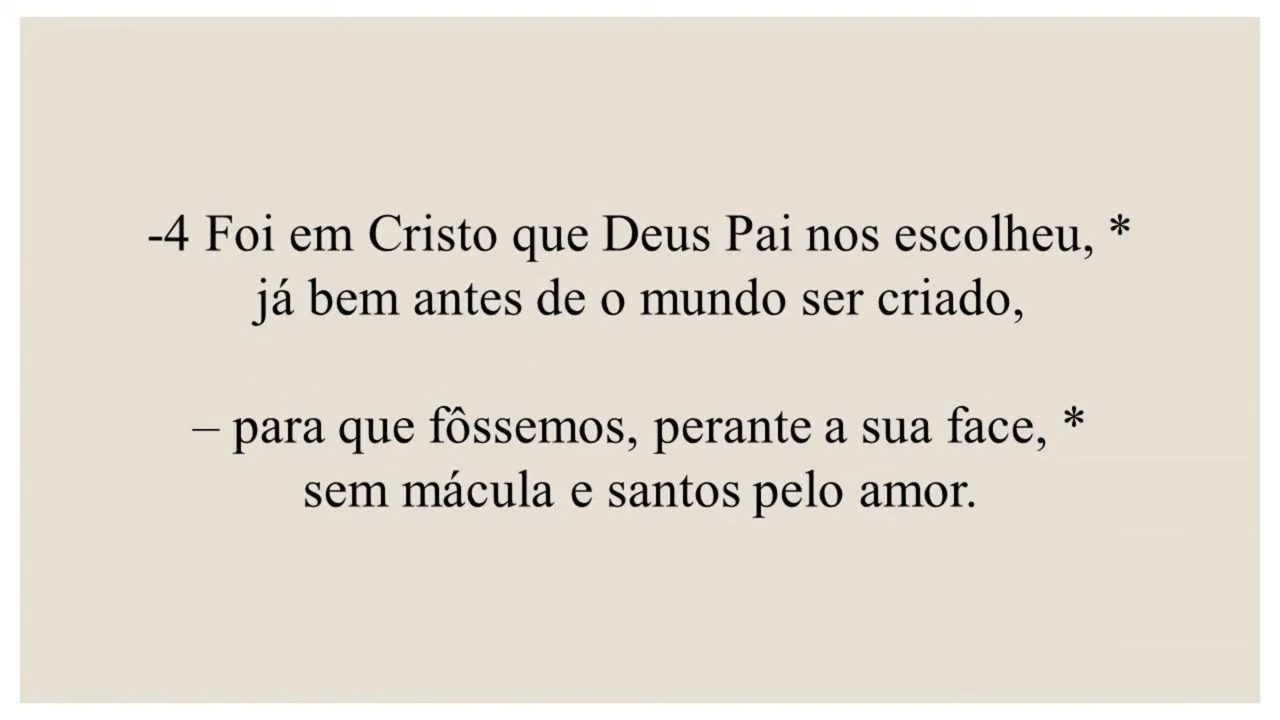 -4 Foi em Cristo que Deus Pai nos escolheu, *
já bem antes de o mundo ser criado,
– para que fôssemos, perante a sua face, *
sem mácula e santos pelo amor.